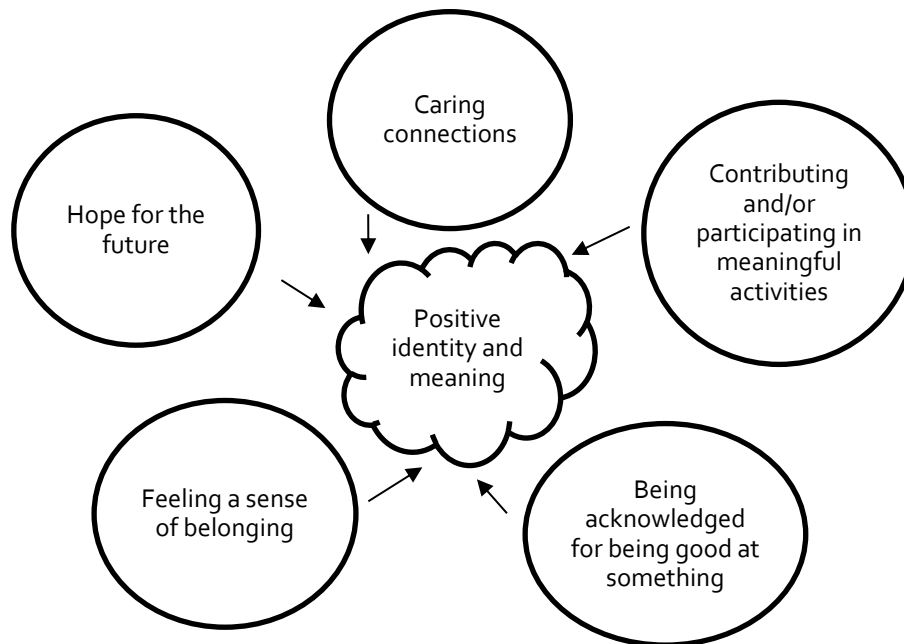 Caring
connections
Hope for the
future
Contributing
and/or
participating in
meaningful
activities
Positive
identity and
meaning
Feeling a sense
of belonging
Being
acknowledged
for being good at
something